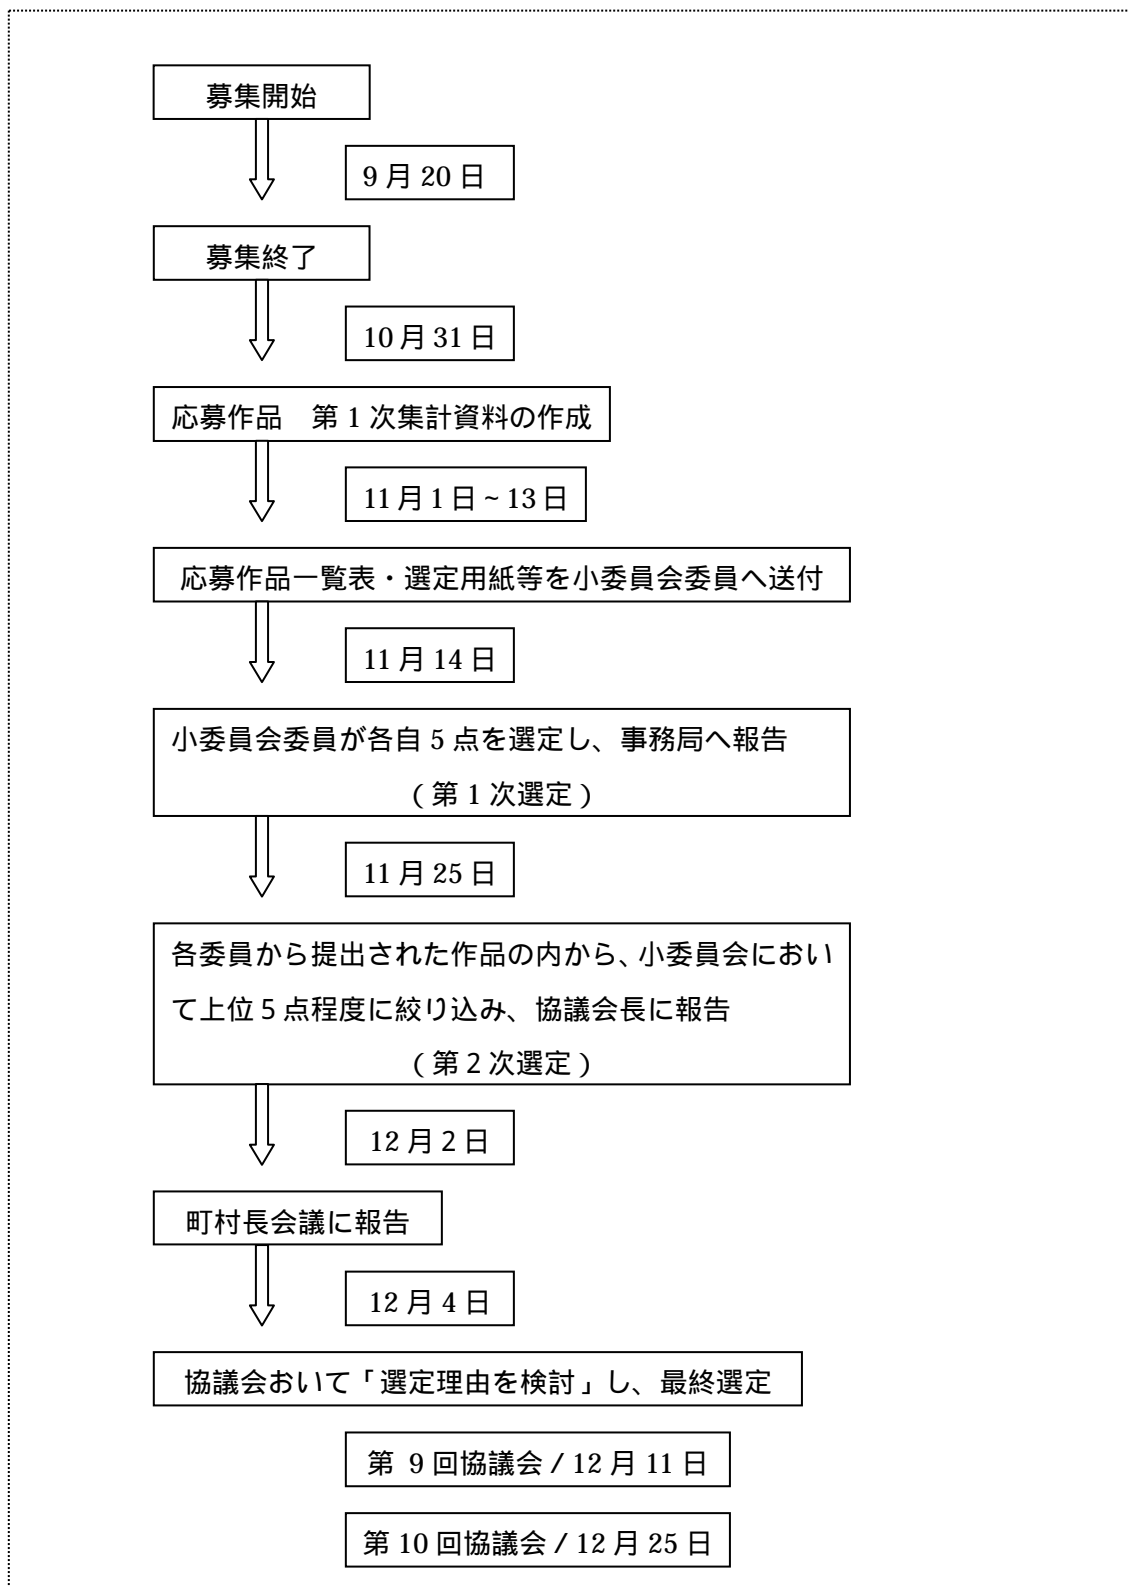 募集開始
9月20日
募集終了
10月31日
応募作品　第1次集計資料の作成
11月1日~13日
応募作品一覧表・選定用紙等を小委員会委員へ送付
11月14日
小委員会委員が各自5点を選定し、事務局へ報告
(第1次選定)
11月25日
各委員から提出された作品の内から、小委員会におい
て上位5点程度に絞り込み、協議会長に報告
(第2次選定)
12月2日
町村長会議に報告
12月4日
協議会おいて「選定理由を検討」し、最終選定
第 9回協議会/12月11日
第10回協議会/12月25日